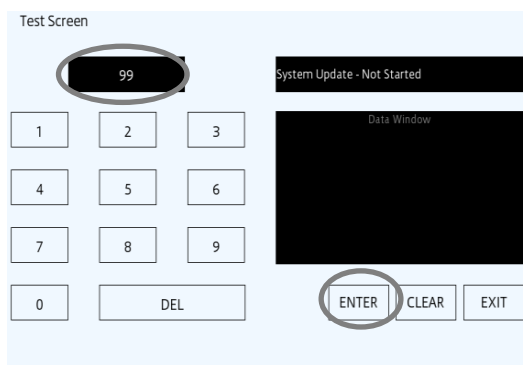 Test Screen
99
System Update - Not Started
Data Window
1 2 3
4 5 6
7 8 9
0 DEL
ENTER CLEAR EXIT